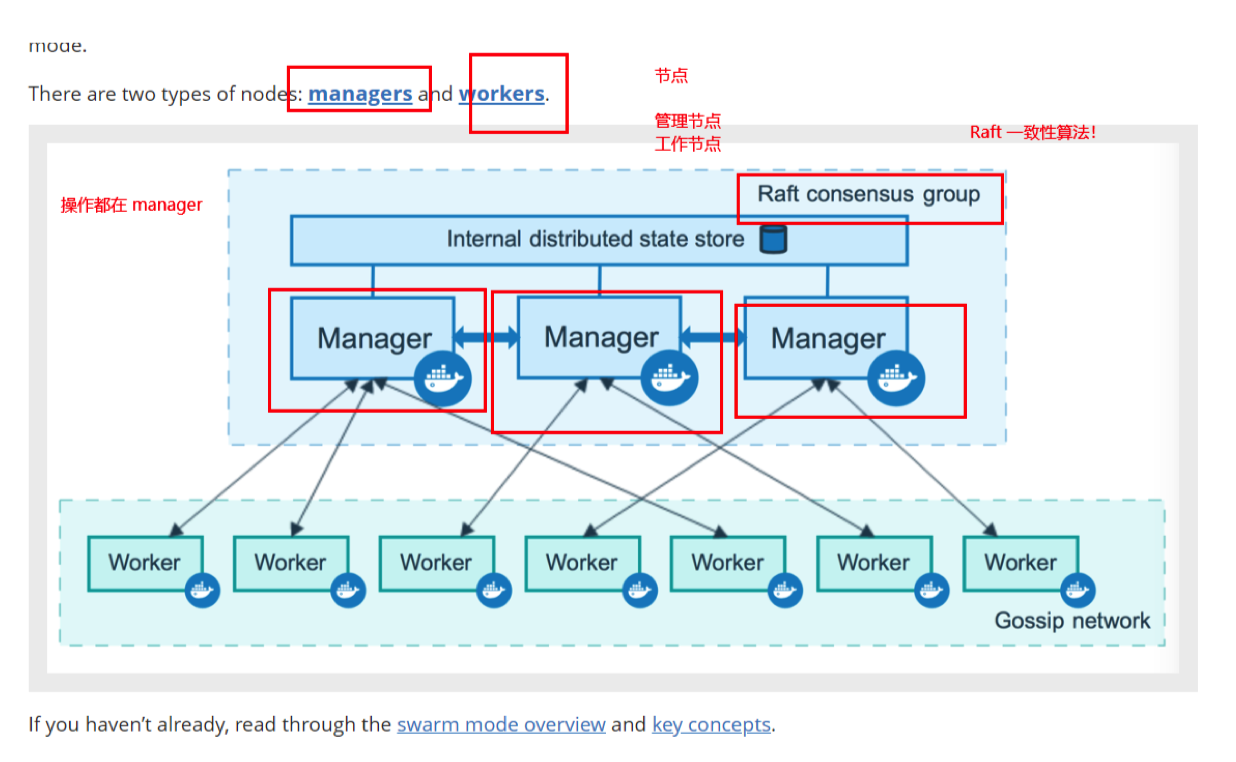 mode.
There are two types of nodes: managers and workers.
节点
管理节点
工作节点
Raft 一致性算法!
操作都在 manager
Raft consensus group
Internal distributed state store
Manager
Manager
Manager
Worker
Worker
Worker
Worker
Worker
Worker
Worker
Gossip network
If you haven’t already, read through the swarm mode overview and key concepts.